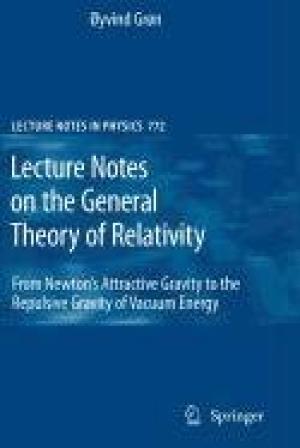 Øyvind Grøn
LECTURE NOTES IN PHYSICS 772
Lecture Notes
on the General
Theory of Relativity
From Newton's Attractive Gravity to the
Repulsive Gravity of Vacuum Energy
Springer